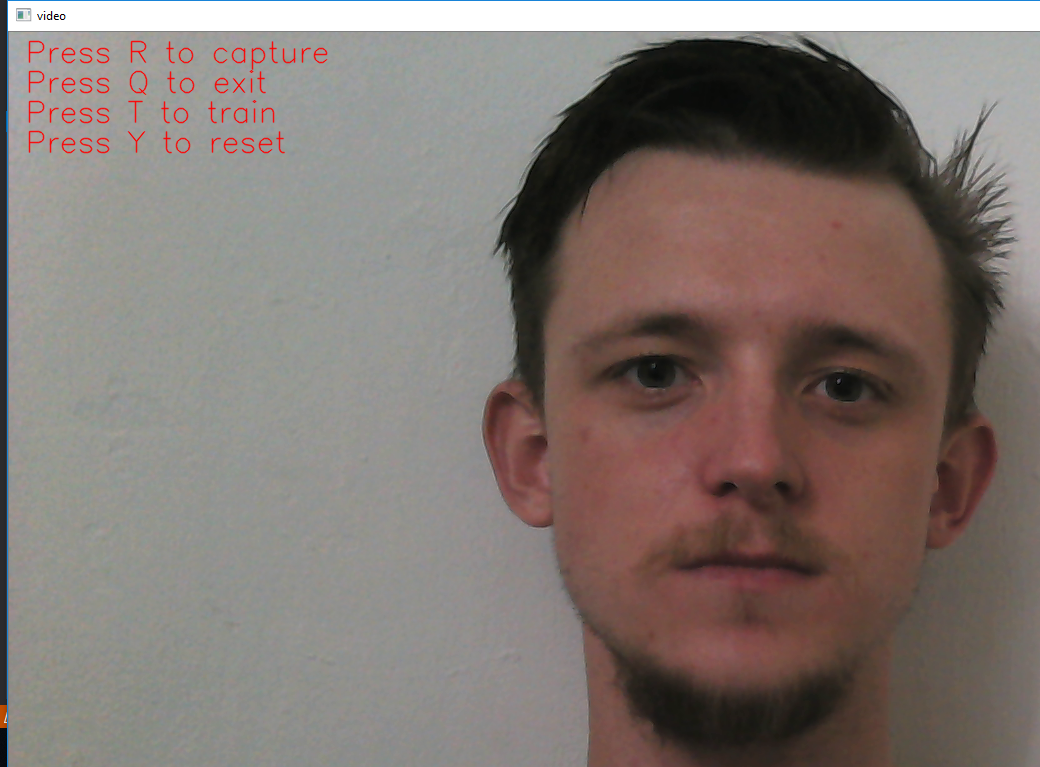 video
Press R to capture
Press Q to exit
Press T to train
Press Y to reset